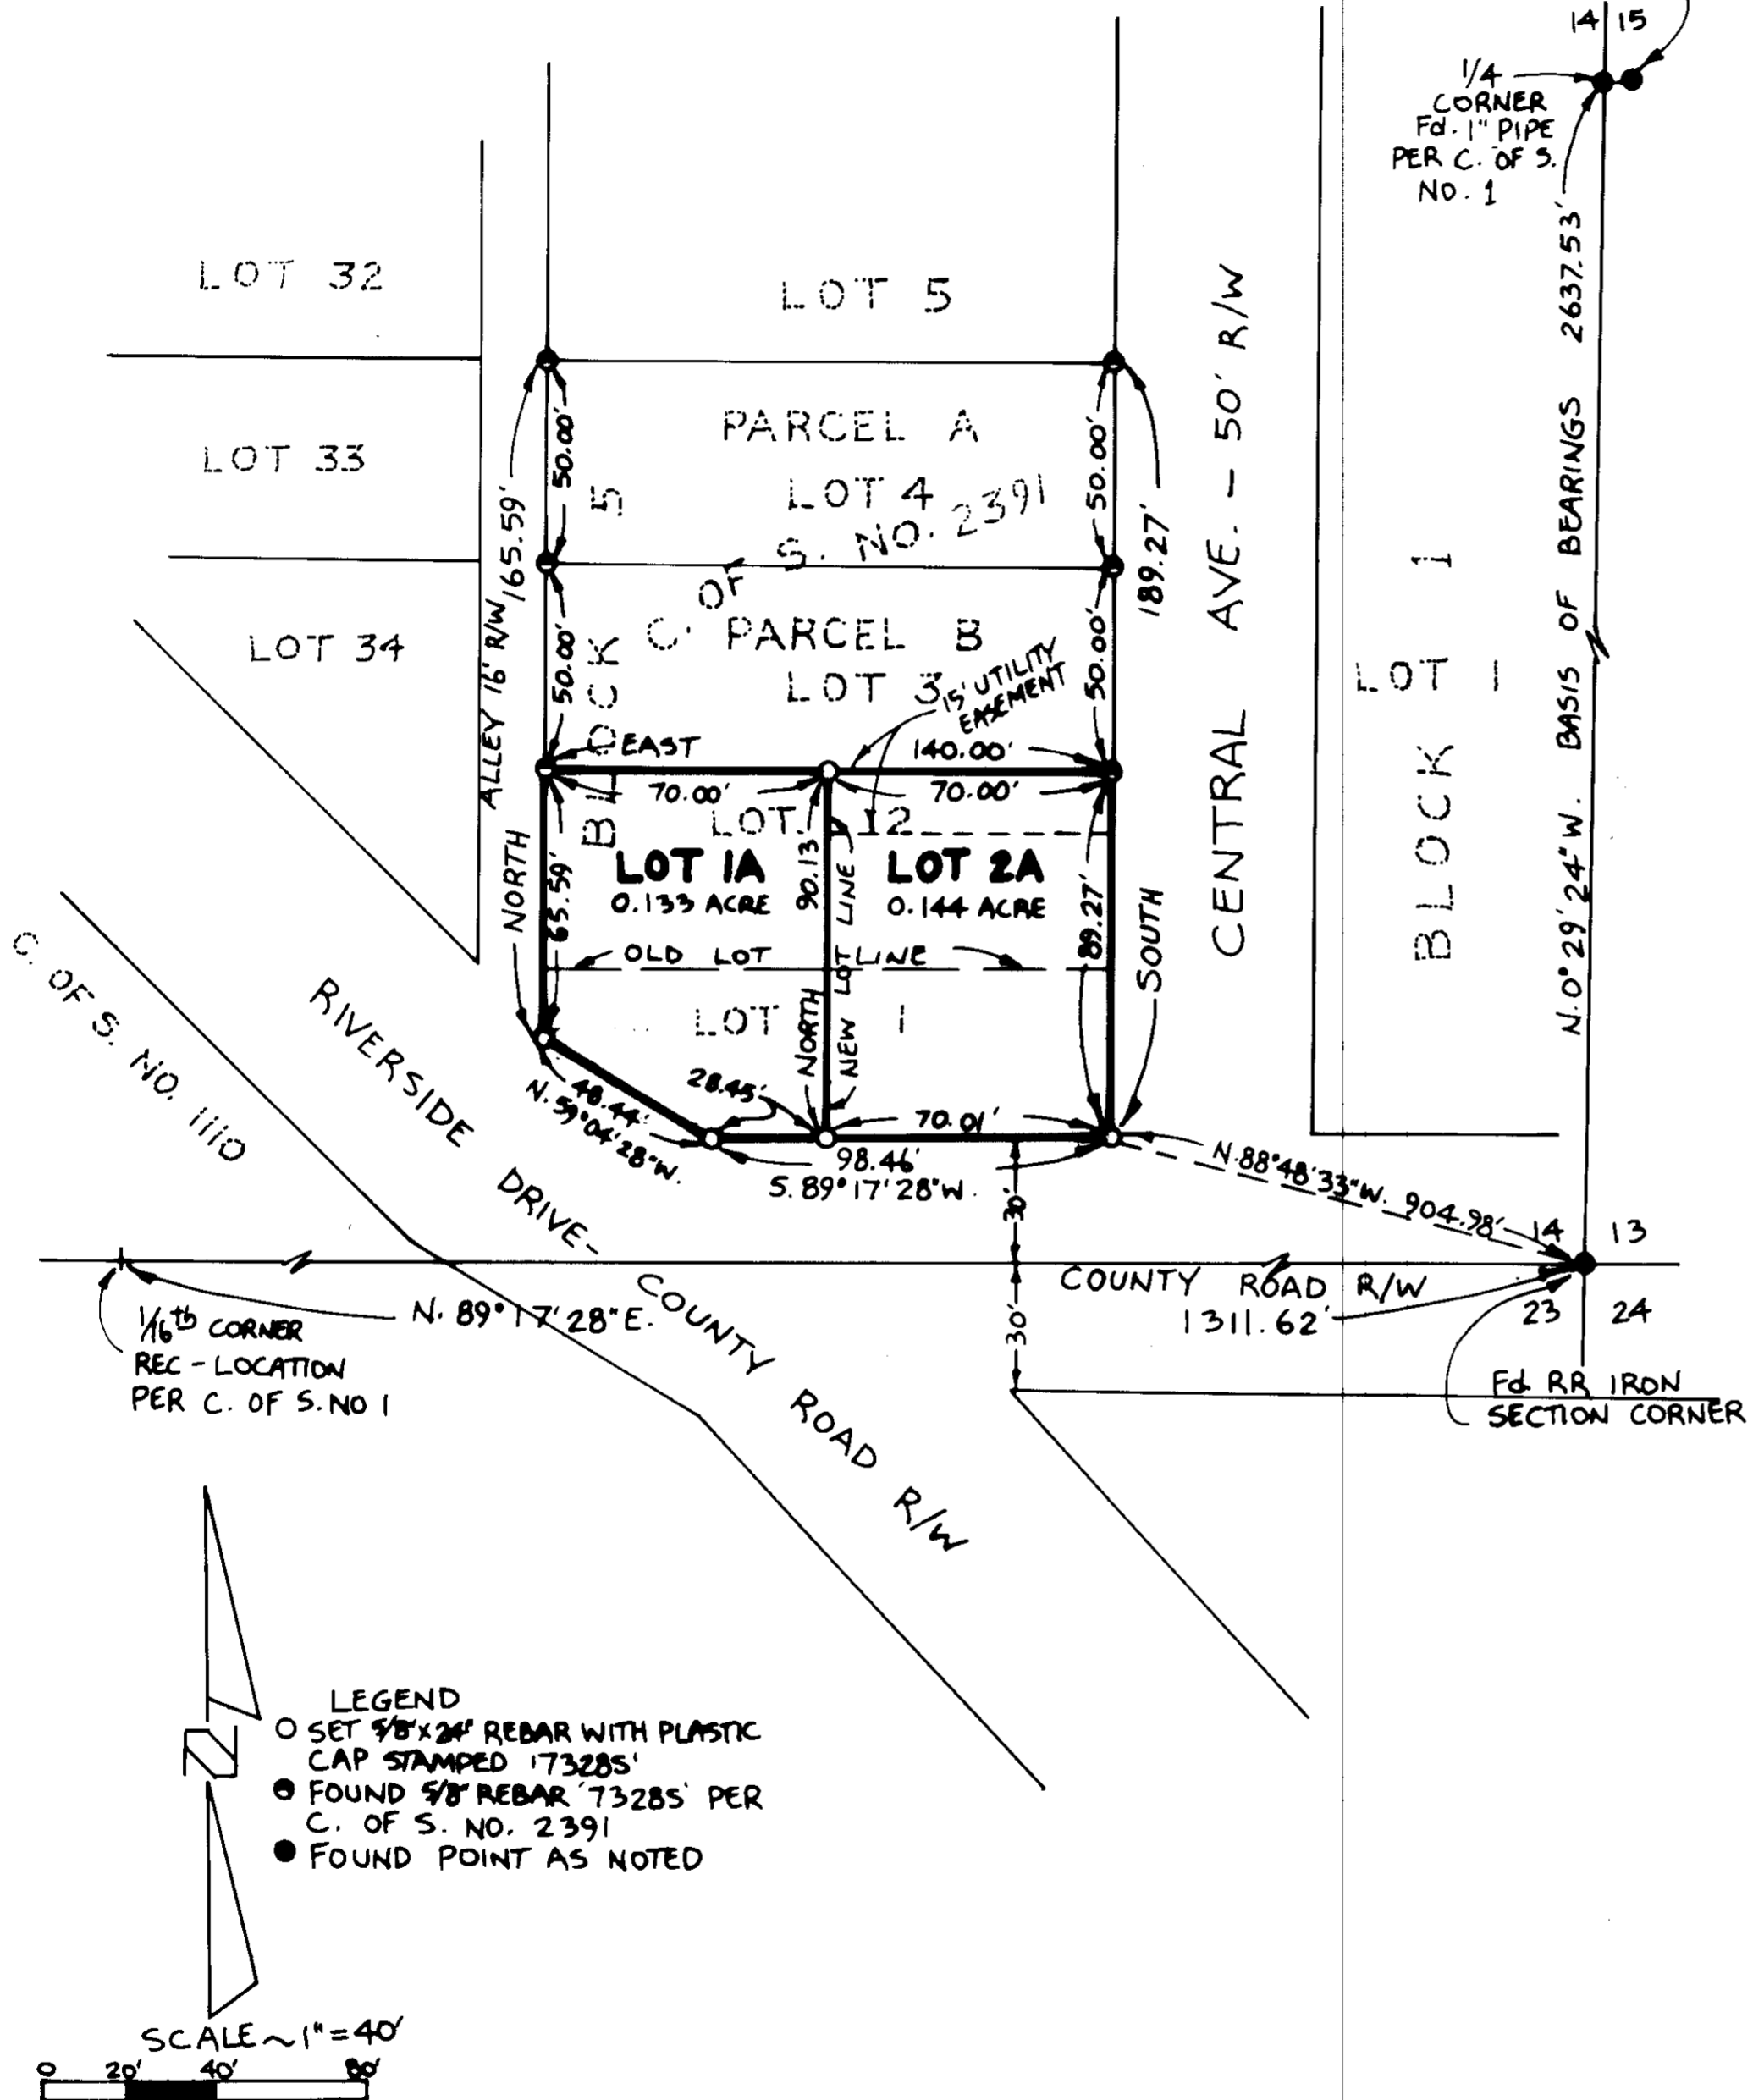 14 15
1/4
CORNER
Fd. 1" PIPE
PER C. OF S.
NO. 1
N. 0°29'24" W. BASIS OF BEARINGS 2637.53'
LOT 32
LOT 5
LOT 33
PARCEL A
LOT 4
50.00'
50.00'
165.59'
189.27'
C. OF S. NO. 2391
LOT 34
PARCEL B
LOT 3
50.00'
50.00'
15' UTILITY
EASEMENT
ALLEY 16' R/W
BLOCK 5
CENTRAL AVE. - 50' R/W
LOT 1
BLOCK 1
EAST
140.00'
70.00'
70.00'
LOT 2
LOT 1A
0.133 ACRE
LOT 2A
0.144 ACRE
NORTH
65.59'
90.13'
89.27'
SOUTH
OLD LOT LINE
NORTH
NEW LOT LINE
LOT 1
28.45'
48.44'
N. 59°04'28" W.
70.01'
98.46'
S. 89°17'28" W.
N. 88°48'33" W. 904.98'
C. OF S. NO. 1110
RIVERSIDE DRIVE - COUNTY ROAD R/W
30'
30'
14 13
23 24
COUNTY ROAD R/W
1311.62'
N. 89°17'28" E.
1/16th CORNER
REC-LOCATION
PER C. OF S. NO 1
Fd RR IRON
SECTION CORNER
N
LEGEND
SET 5/8"x24" REBAR WITH PLASTIC
CAP STAMPED '7328S'
FOUND 5/8" REBAR '7328S' PER
C. OF S. NO. 2391
FOUND POINT AS NOTED
SCALE ~ 1" = 40'
0 20' 40' 80'